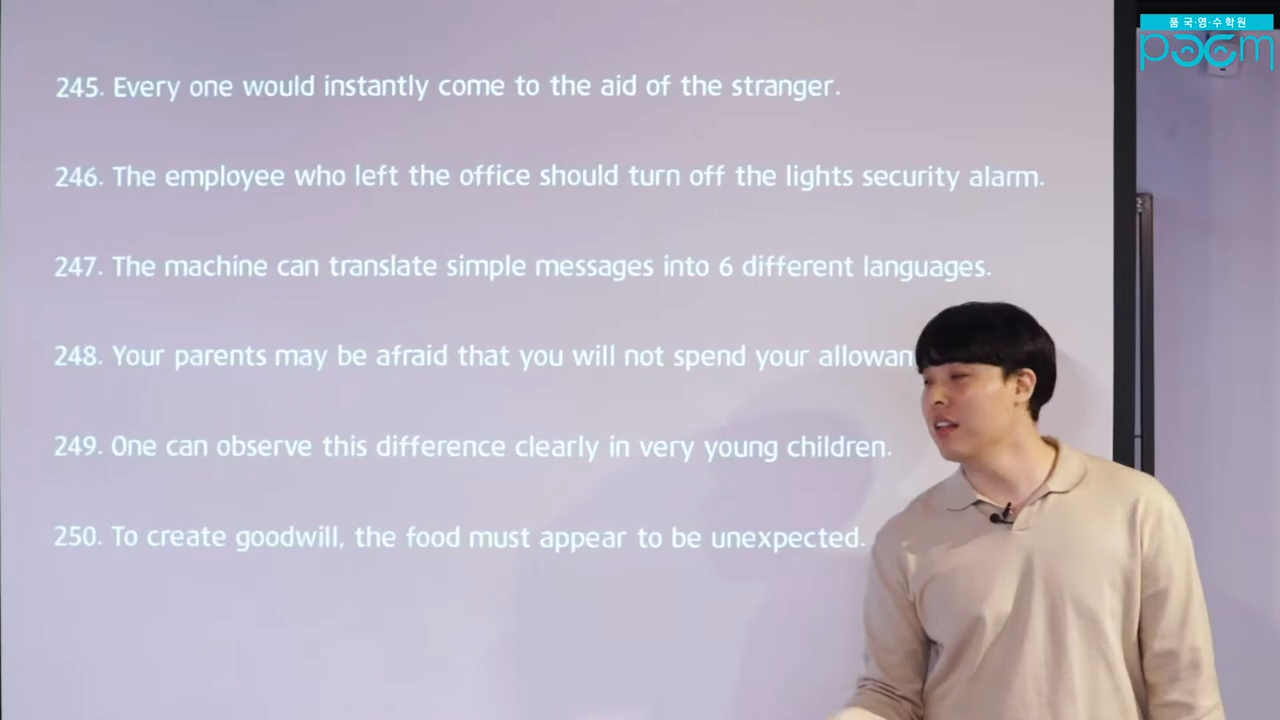 품 국·영·수 학원
poem
245. Every one would instantly come to the aid of the stranger.
246. The employee who left the office should turn off the lights security alarm.
247. The machine can translate simple messages into 6 different languages.
248. Your parents may be afraid that you will not spend your allowan
249. One can observe this difference clearly in very young children.
250. To create goodwill, the food must appear to be unexpected.